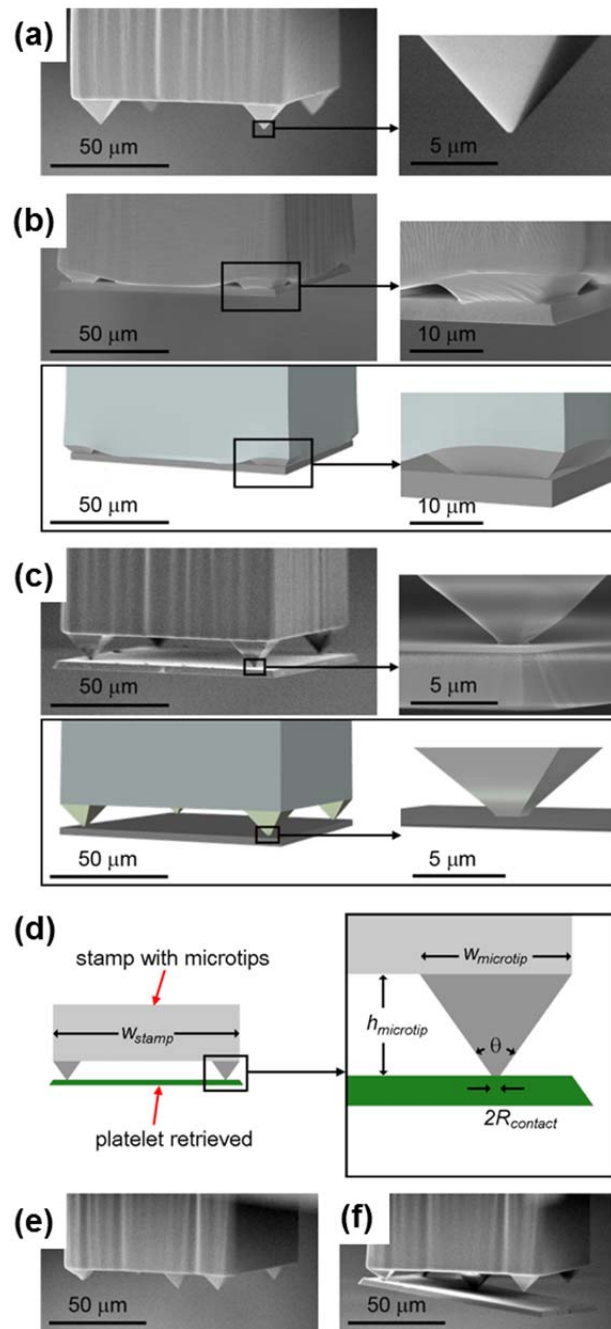 (a)
50 μm
5 μm
(b)
50 μm
10 μm
50 μm
10 μm
(c)
50 μm
5 μm
50 μm
5 μm
(d)
stamp with microtips
w_stamp
platelet retrieved
w_microtip
h_microtip
θ
2R_contact
(e)
50 μm
(f)
50 μm